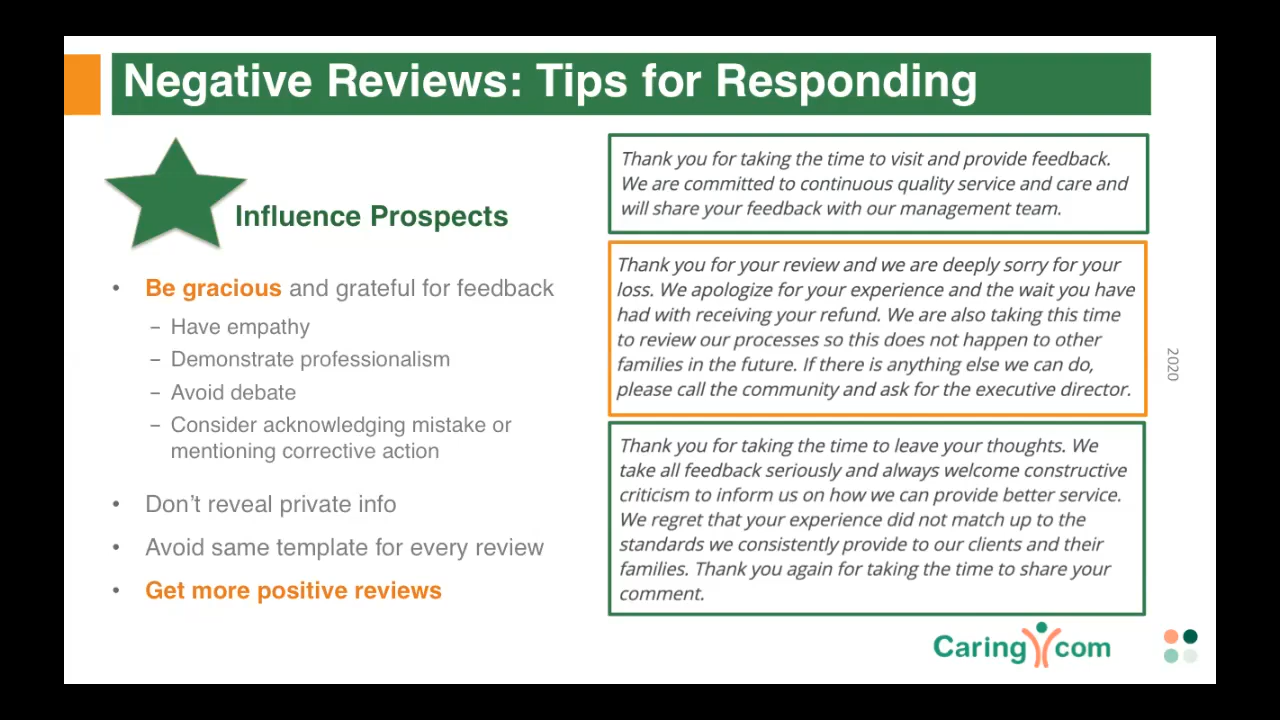 Negative Reviews: Tips for Responding
Influence Prospects
• Be gracious and grateful for feedback
– Have empathy
– Demonstrate professionalism
– Avoid debate
– Consider acknowledging mistake or
mentioning corrective action
• Don’t reveal private info
• Avoid same template for every review
• Get more positive reviews
Thank you for taking the time to visit and provide feedback.
We are committed to continuous quality service and care and
will share your feedback with our management team.
Thank you for your review and we are deeply sorry for your
loss. We apologize for your experience and the wait you have
had with receiving your refund. We are also taking this time
to review our processes so this does not happen to other
families in the future. If there is anything else we can do,
please call the community and ask for the executive director.
Thank you for taking the time to leave your thoughts. We
take all feedback seriously and always welcome constructive
criticism to inform us on how we can provide better service.
We regret that your experience did not match up to the
standards we consistently provide to our clients and their
families. Thank you again for taking the time to share your
comment.
2020
Caring com